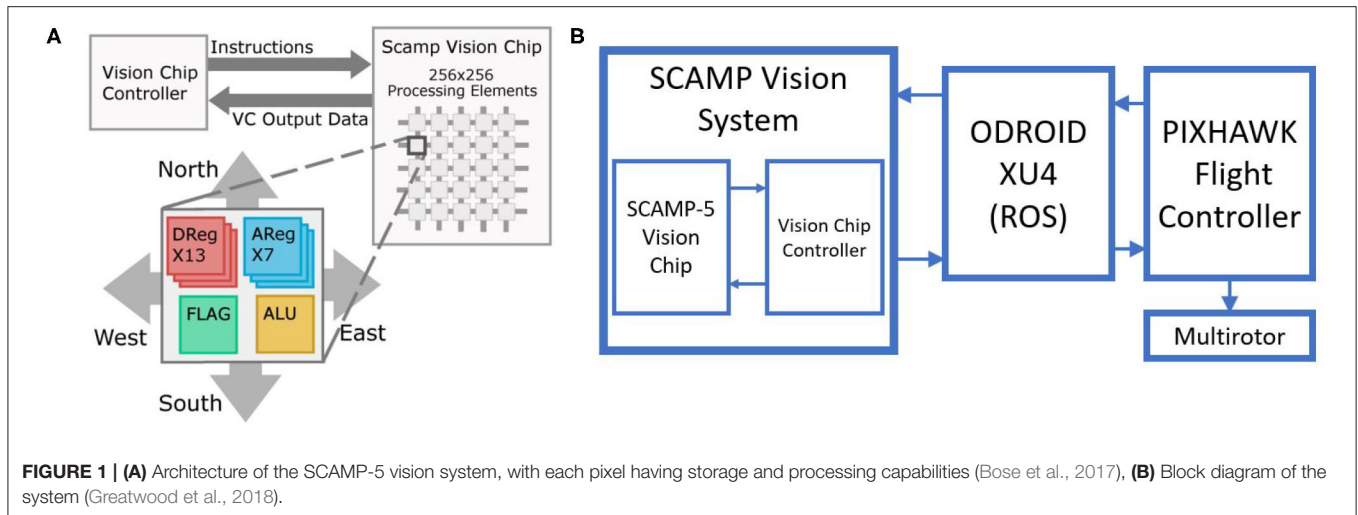 A
Instructions
Vision Chip
Controller
VC Output Data
Scamp Vision Chip
256x256
Processing Elements
North
DReg
X13
AReg
X7
FLAG
ALU
West
East
South
B
SCAMP Vision
System
SCAMP-5
Vision
Chip
Vision Chip
Controller
ODROID
XU4
(ROS)
PIXHAWK
Flight
Controller
Multirotor
FIGURE 1 | (A) Architecture of the SCAMP-5 vision system, with each pixel having storage and processing capabilities (Bose et al., 2017), (B) Block diagram of the
system (Greatwood et al., 2018).